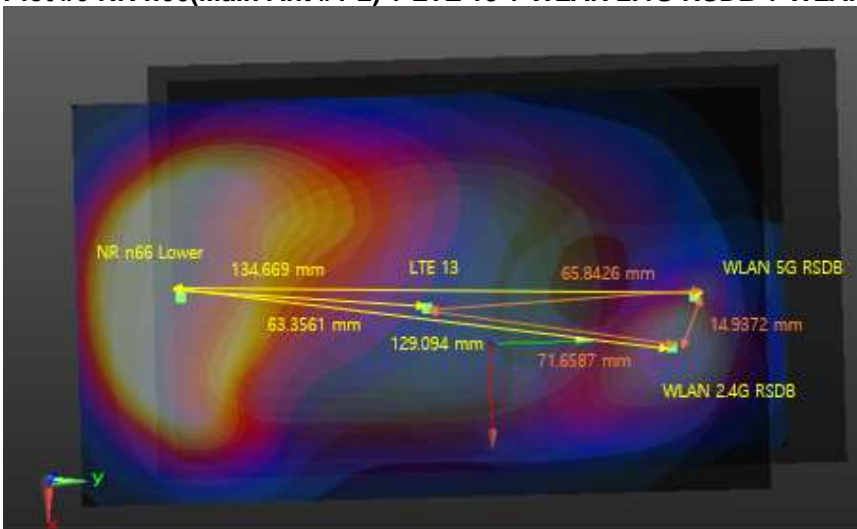 NR n66 Lower
134.669 mm
LTE 13
65.8426 mm
WLAN 5G RSDB
63.3561 mm
129.094 mm
14.9372 mm
71.6587 mm
WLAN 2.4G RSDB
y
x